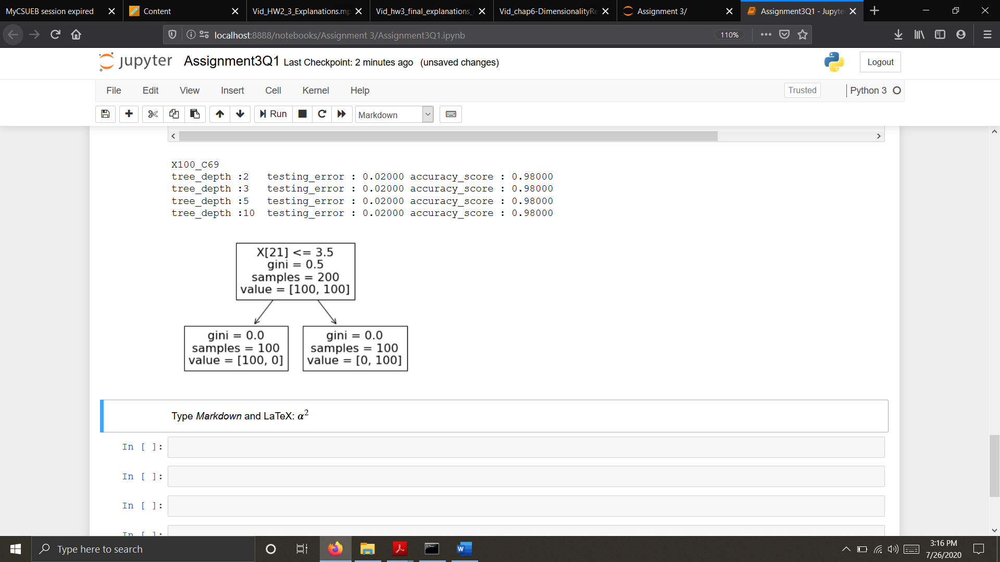 MyCSUEB session expired
Content
Vid_HW2_3_Explanations.mp
Vid_hw3_final_explanations_
Vid_chap6-DimensionalityRe
Assignment 3/
Assignment3Q1 - Jupyte
localhost:8888/notebooks/Assignment 3/Assignment3Q1.ipynb
110%
jupyter Assignment3Q1 Last Checkpoint: 2 minutes ago (unsaved changes)
Logout
File Edit View Insert Cell Kernel Help
Trusted
Python 3
Run
Markdown
X100_C69
tree_depth :2 testing_error : 0.02000 accuracy_score : 0.98000
tree_depth :3 testing_error : 0.02000 accuracy_score : 0.98000
tree_depth :5 testing_error : 0.02000 accuracy_score : 0.98000
tree_depth :10 testing_error : 0.02000 accuracy_score : 0.98000
X[21] <= 3.5
gini = 0.5
samples = 200
value = [100, 100]
gini = 0.0
samples = 100
value = [100, 0]
gini = 0.0
samples = 100
value = [0, 100]
Type Markdown and LaTeX: α²
In [ ]:
In [ ]:
In [ ]:
In [ ]:
Type here to search
3:16 PM
7/26/2020